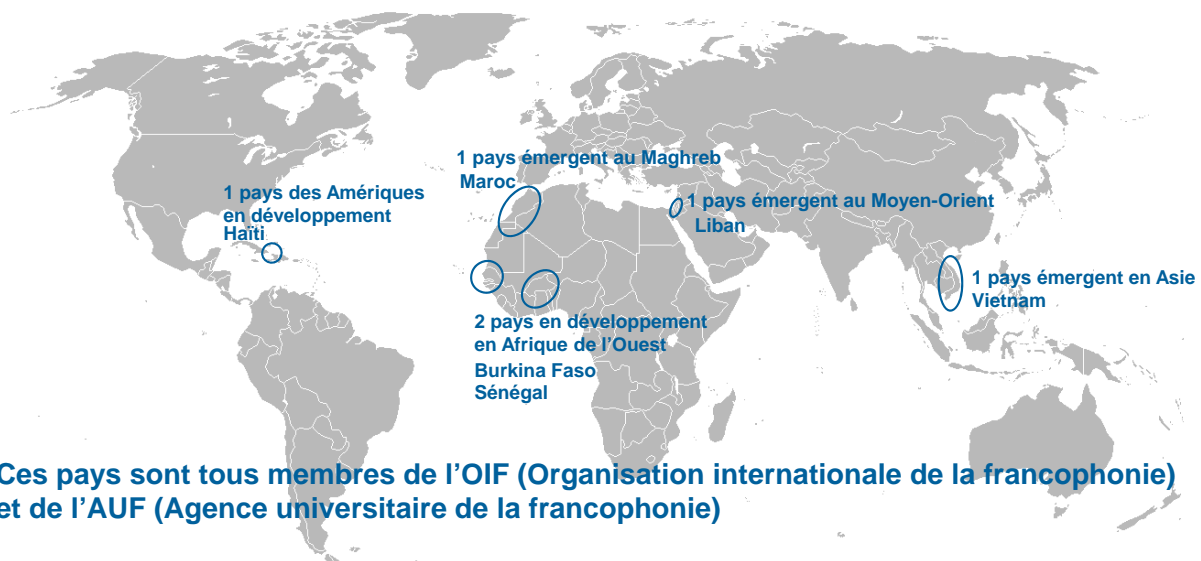 1 pays émergent au Maghreb
Maroc
1 pays des Amériques
en développement
Haïti
1 pays émergent au Moyen-Orient
Liban
1 pays émergent en Asie
Vietnam
2 pays en développement
en Afrique de l’Ouest
Burkina Faso
Sénégal
Ces pays sont tous membres de l’OIF (Organisation internationale de la francophonie)
et de l’AUF (Agence universitaire de la francophonie)